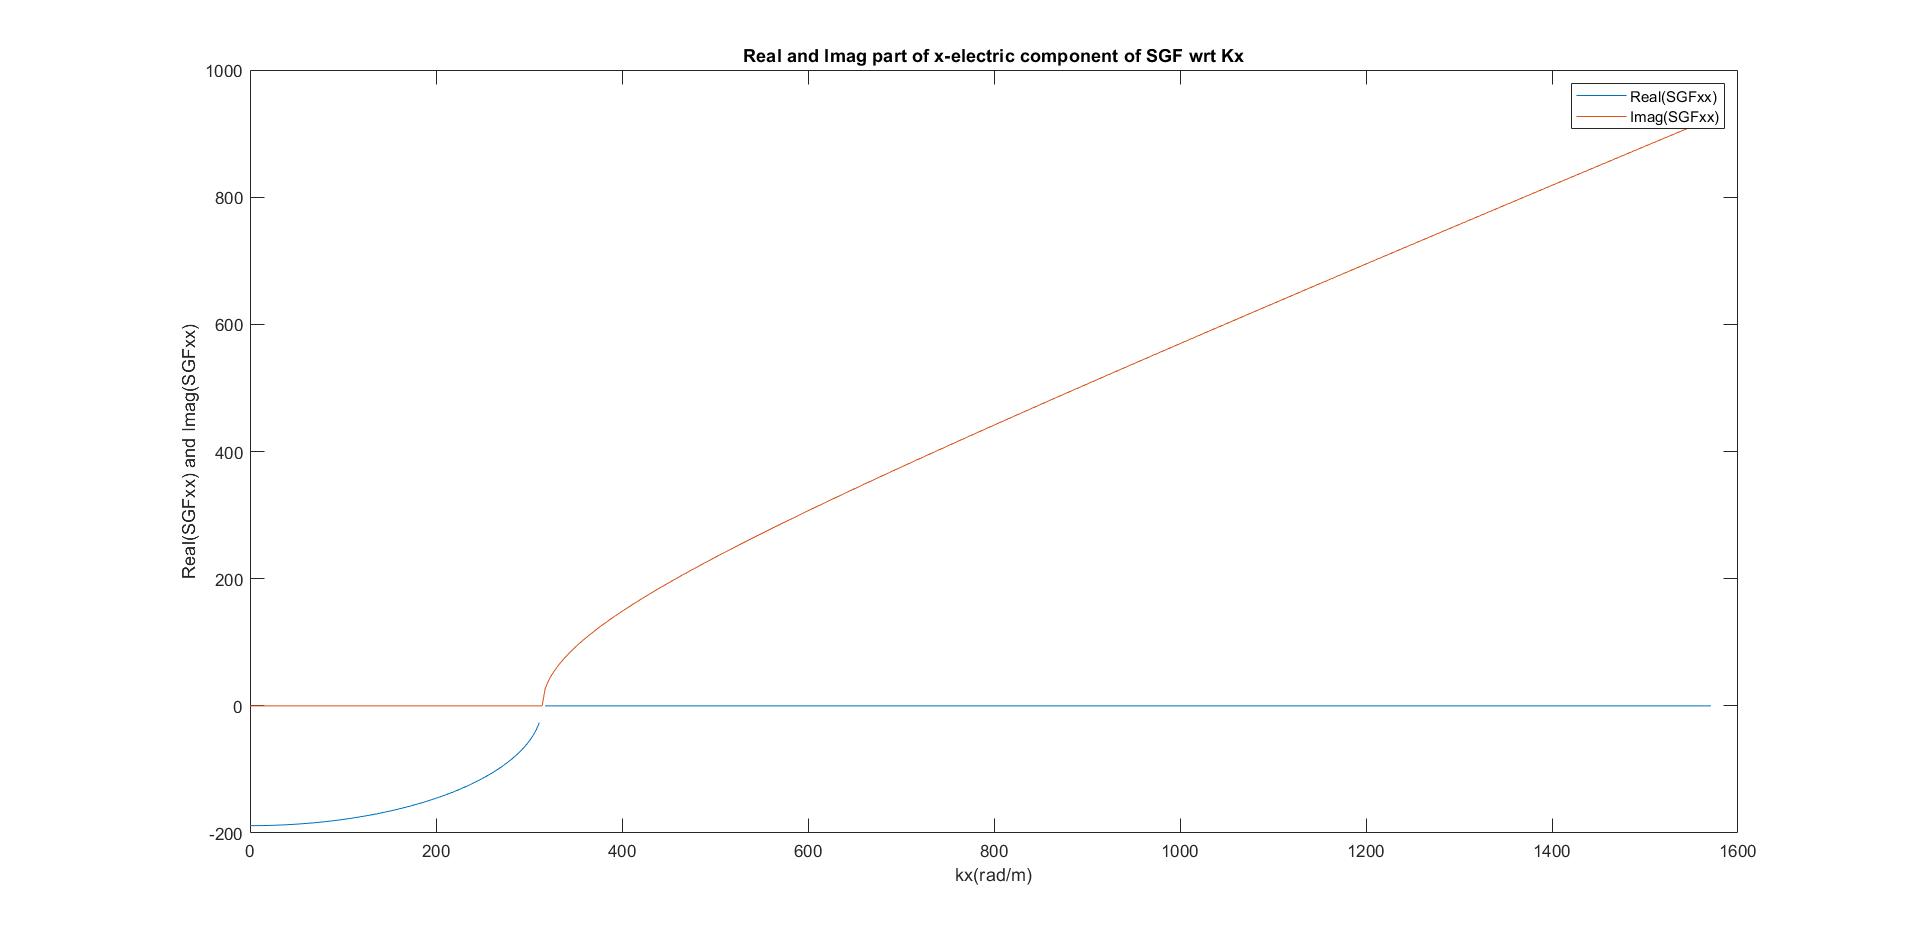 Real and Imag part of x-electric component of SGF wrt Kx
1000
800
600
400
200
0
-200
Real(SGFxx) and Imag(SGFxx)
Real(SGFxx)
Imag(SGFxx)
0 200 400 600 800 1000 1200 1400 1600
kx(rad/m)